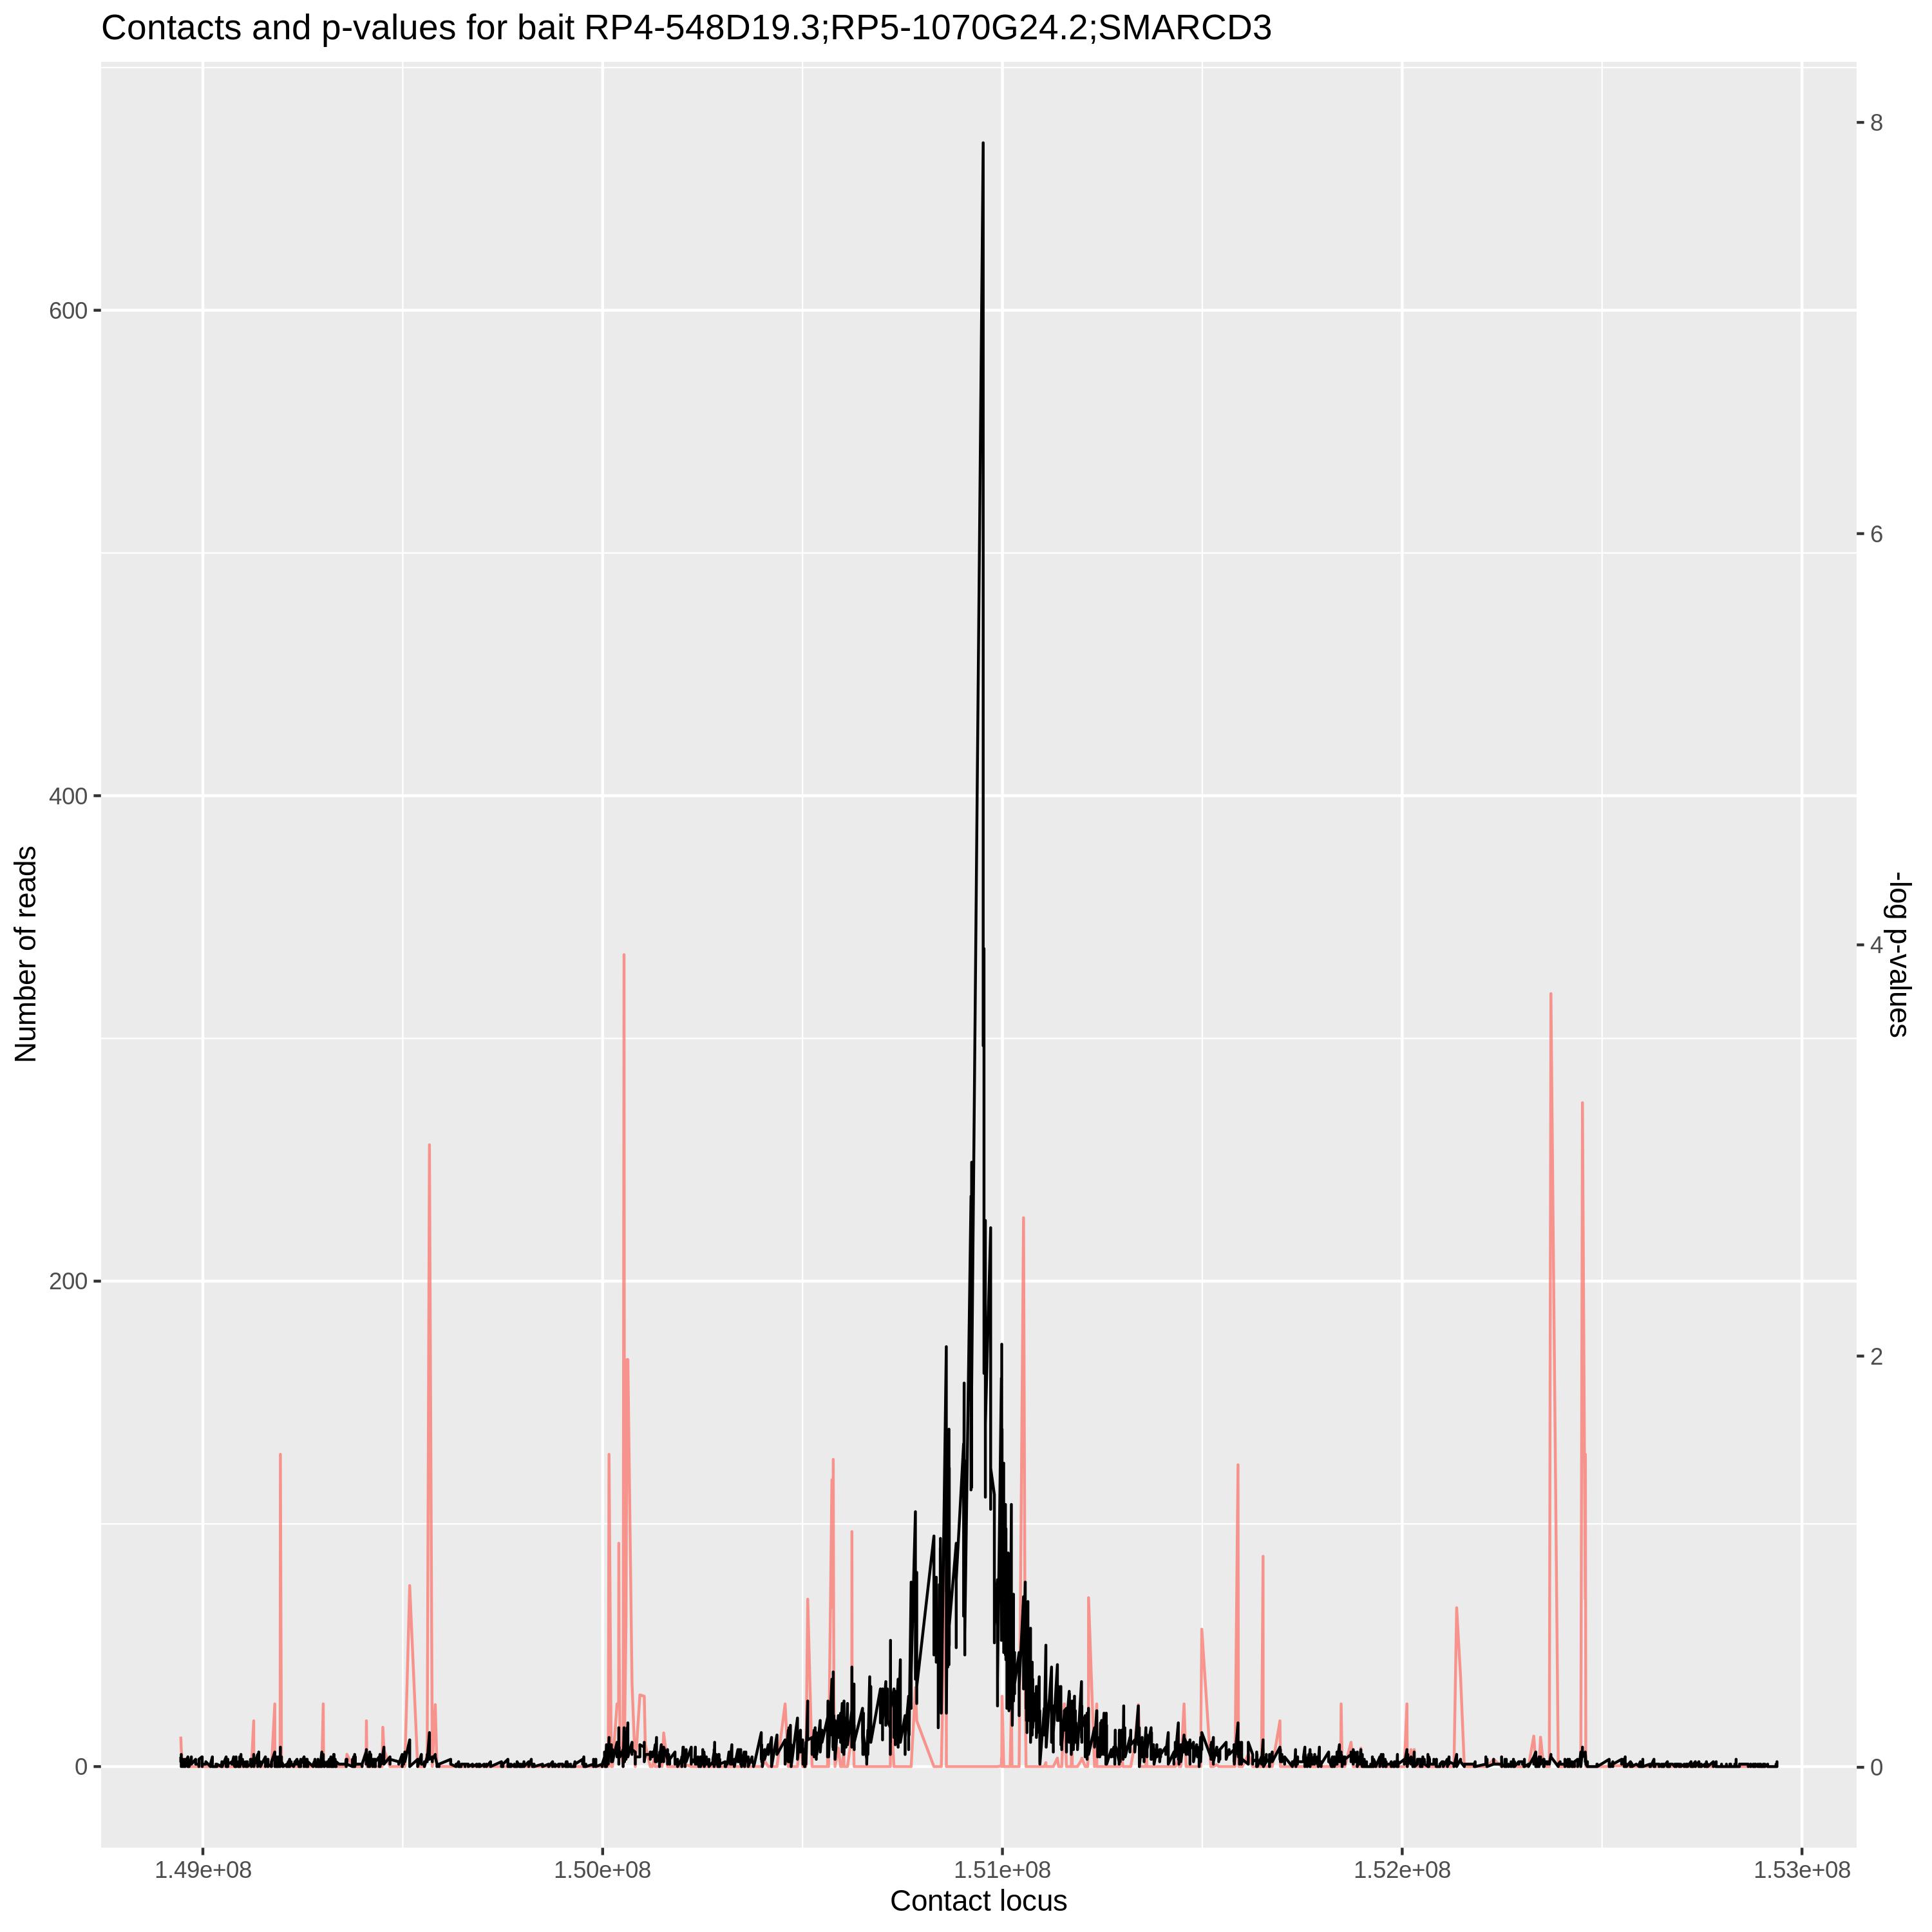 Contacts and p-values for bait RP4-548D19.3;RP5-1070G24.2;SMARCD3
8
600
6
400
Number of reads
4
-log p-values
200
2
0
0
1.49e+08 1.50e+08 1.51e+08 1.52e+08 1.53e+08
Contact locus